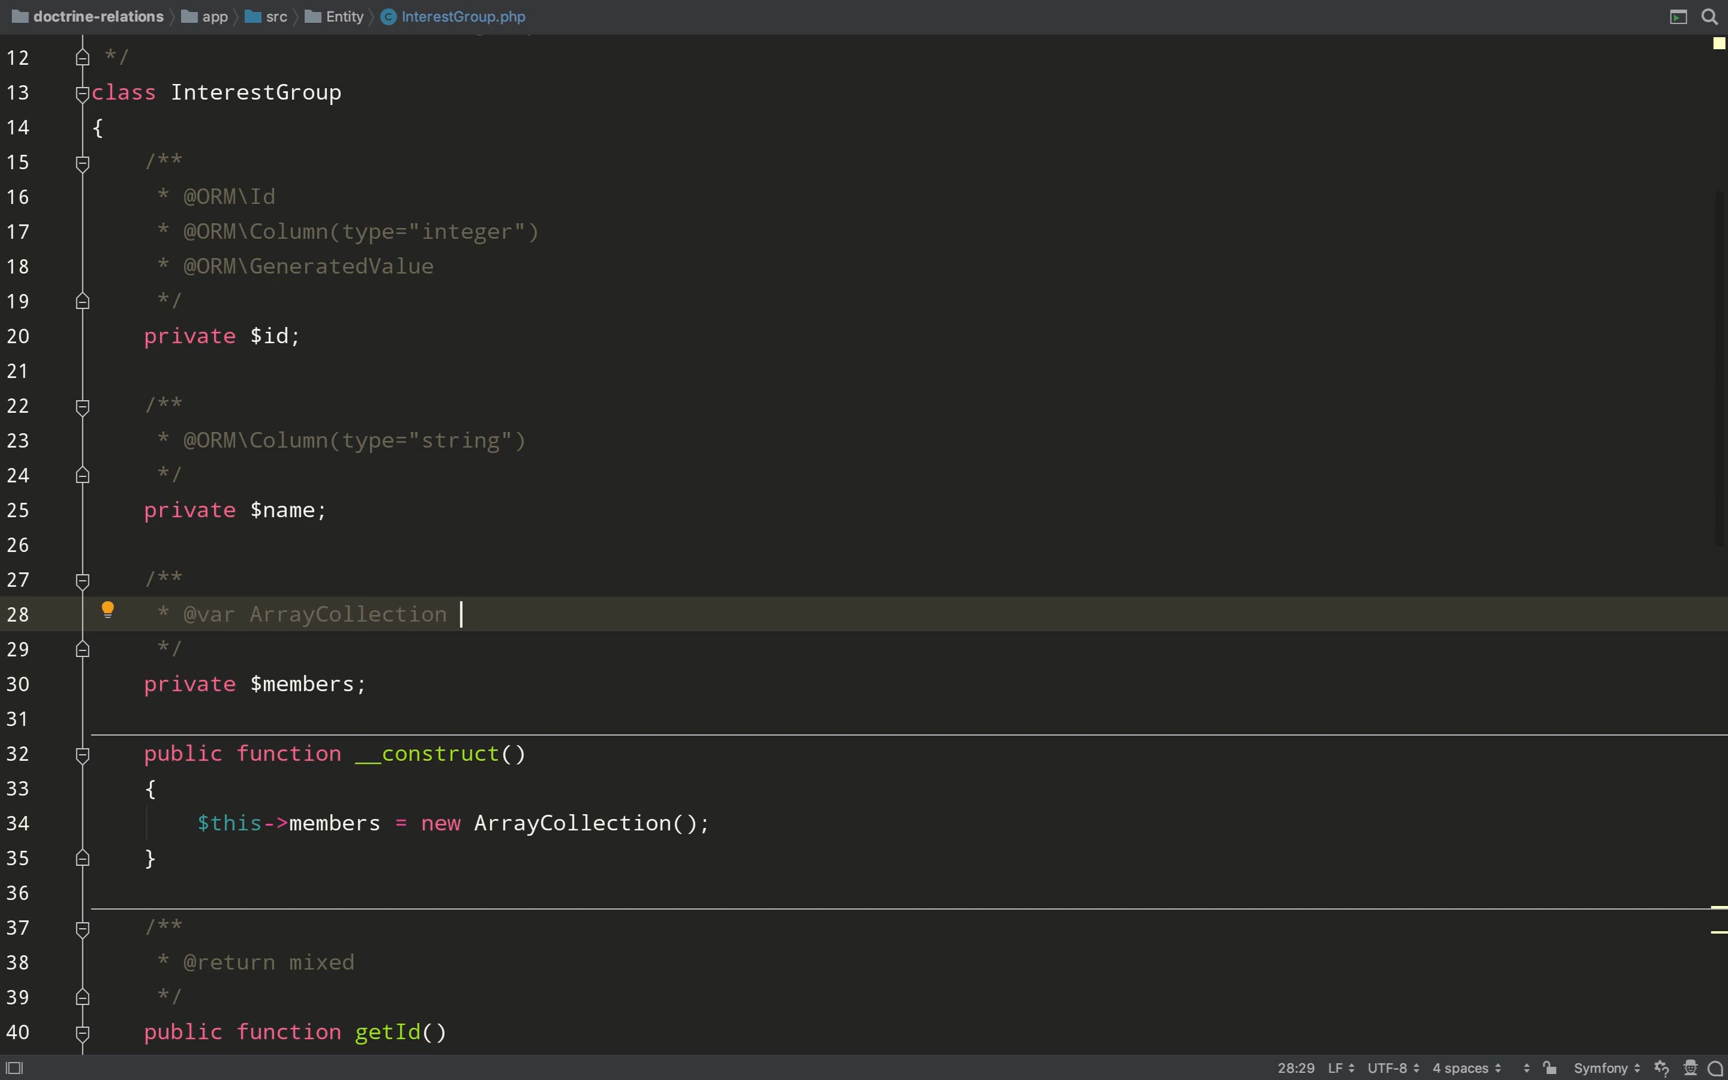 doctrine-relations app src Entity InterestGroup.php
12 */
13 class InterestGroup
14 {
15 /**
16 * @ORM\Id
17 * @ORM\Column(type="integer")
18 * @ORM\GeneratedValue
19 */
20 private $id;
21
22 /**
23 * @ORM\Column(type="string")
24 */
25 private $name;
26
27 /**
28 * @var ArrayCollection
29 */
30 private $members;
31
32 public function __construct()
33 {
34 $this->members = new ArrayCollection();
35 }
36
37 /**
38 * @return mixed
39 */
40 public function getId()
28:29 LF UTF-8 4 spaces Symfony